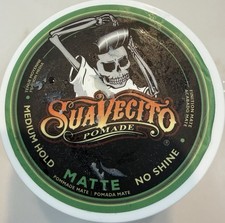 SUAVECITO
POMADE
MEDIUM HOLD
MATTE
NO SHINE
POMMADE MATE | POMADA MATE